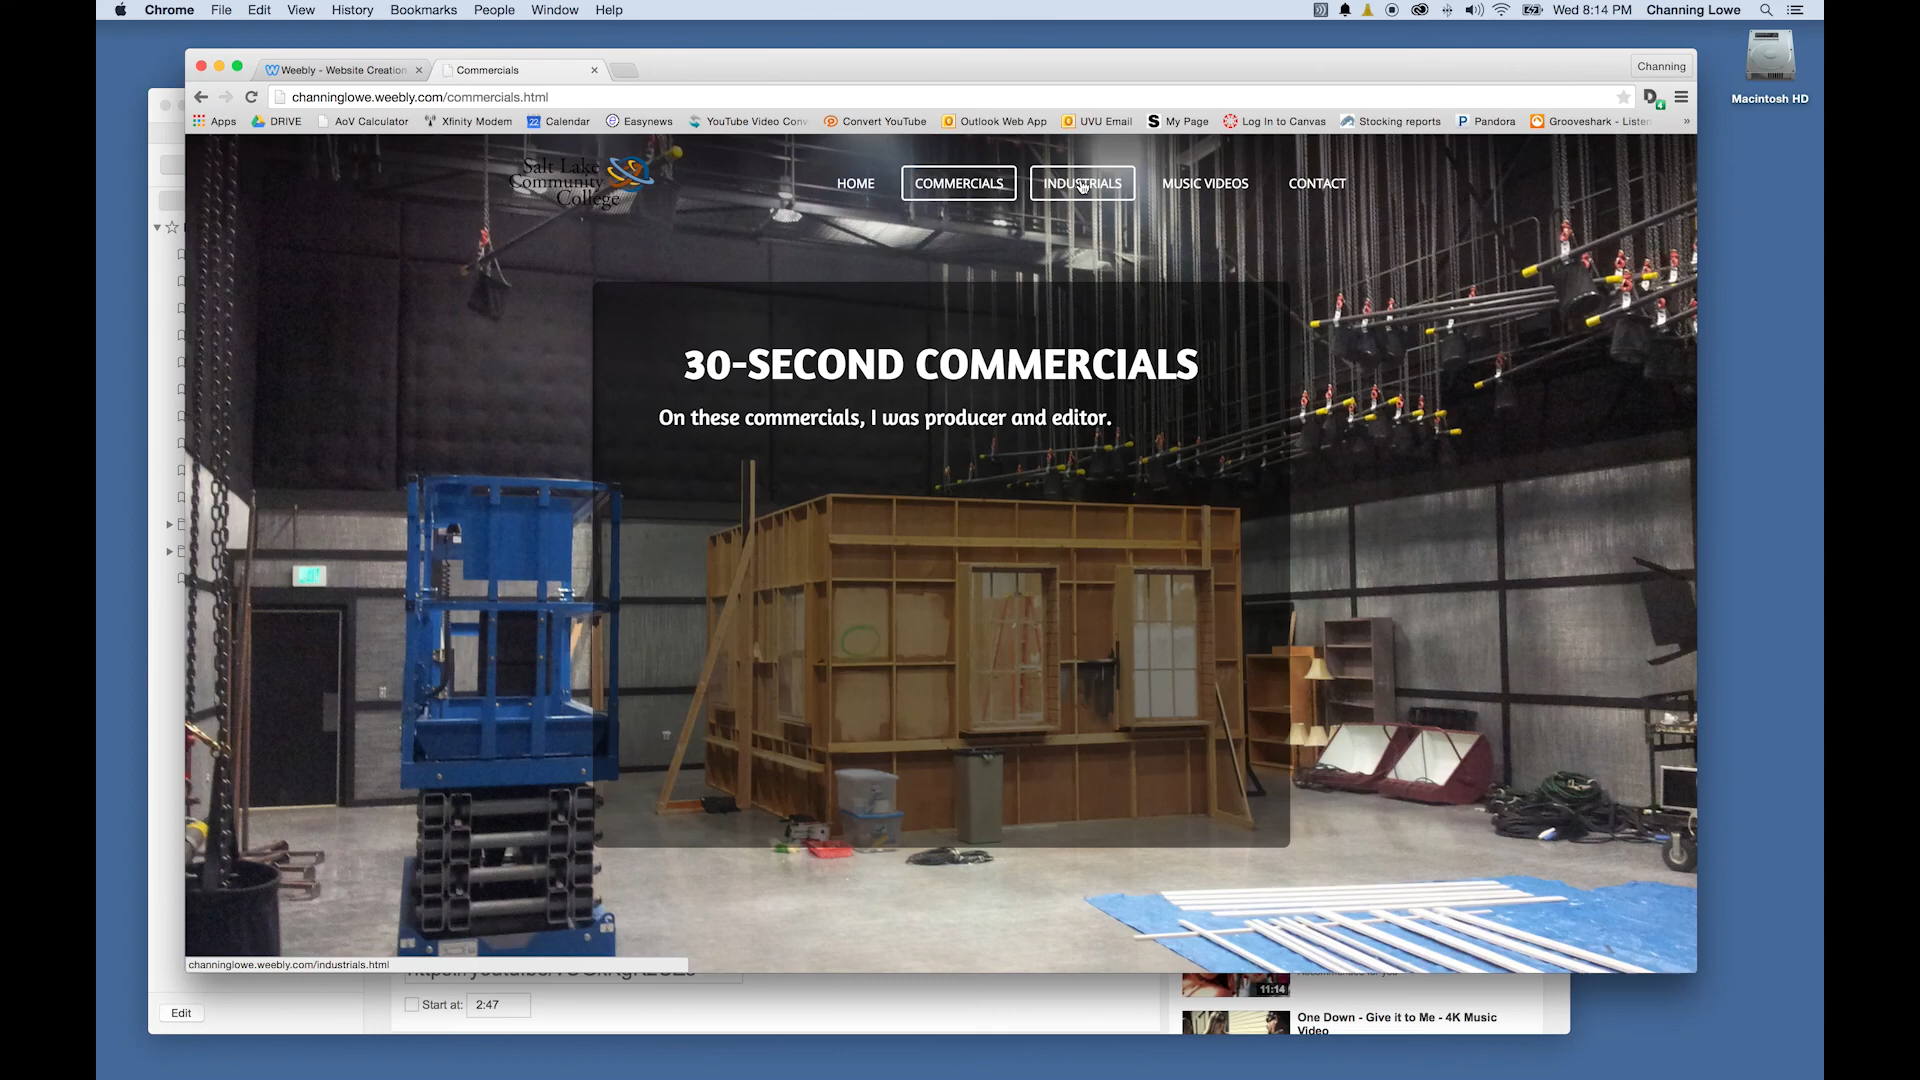 Chrome File Edit View History Bookmarks People Window Help Wed 8:14 PM Channing Lowe
Macintosh HD
Weebly - Website Creation
Commercials
Channing
channinglowe.weebly.com/commercials.html
Apps DRIVE AoV Calculator Xfinity Modem 22 Calendar Easynews YouTube Video Conv Convert YouTube Outlook Web App UVU Email S My Page Log In to Canvas Stocking reports Pandora Grooveshark - Listen »
Salt Lake
Community
College
HOME COMMERCIALS INDUSTRIALS MUSIC VIDEOS CONTACT
30-SECOND COMMERCIALS
On these commercials, I was producer and editor.
channinglowe.weebly.com/industrials.html
Start at: 2:47
Edit
11:14
One Down - Give it to Me - 4K Music
Video